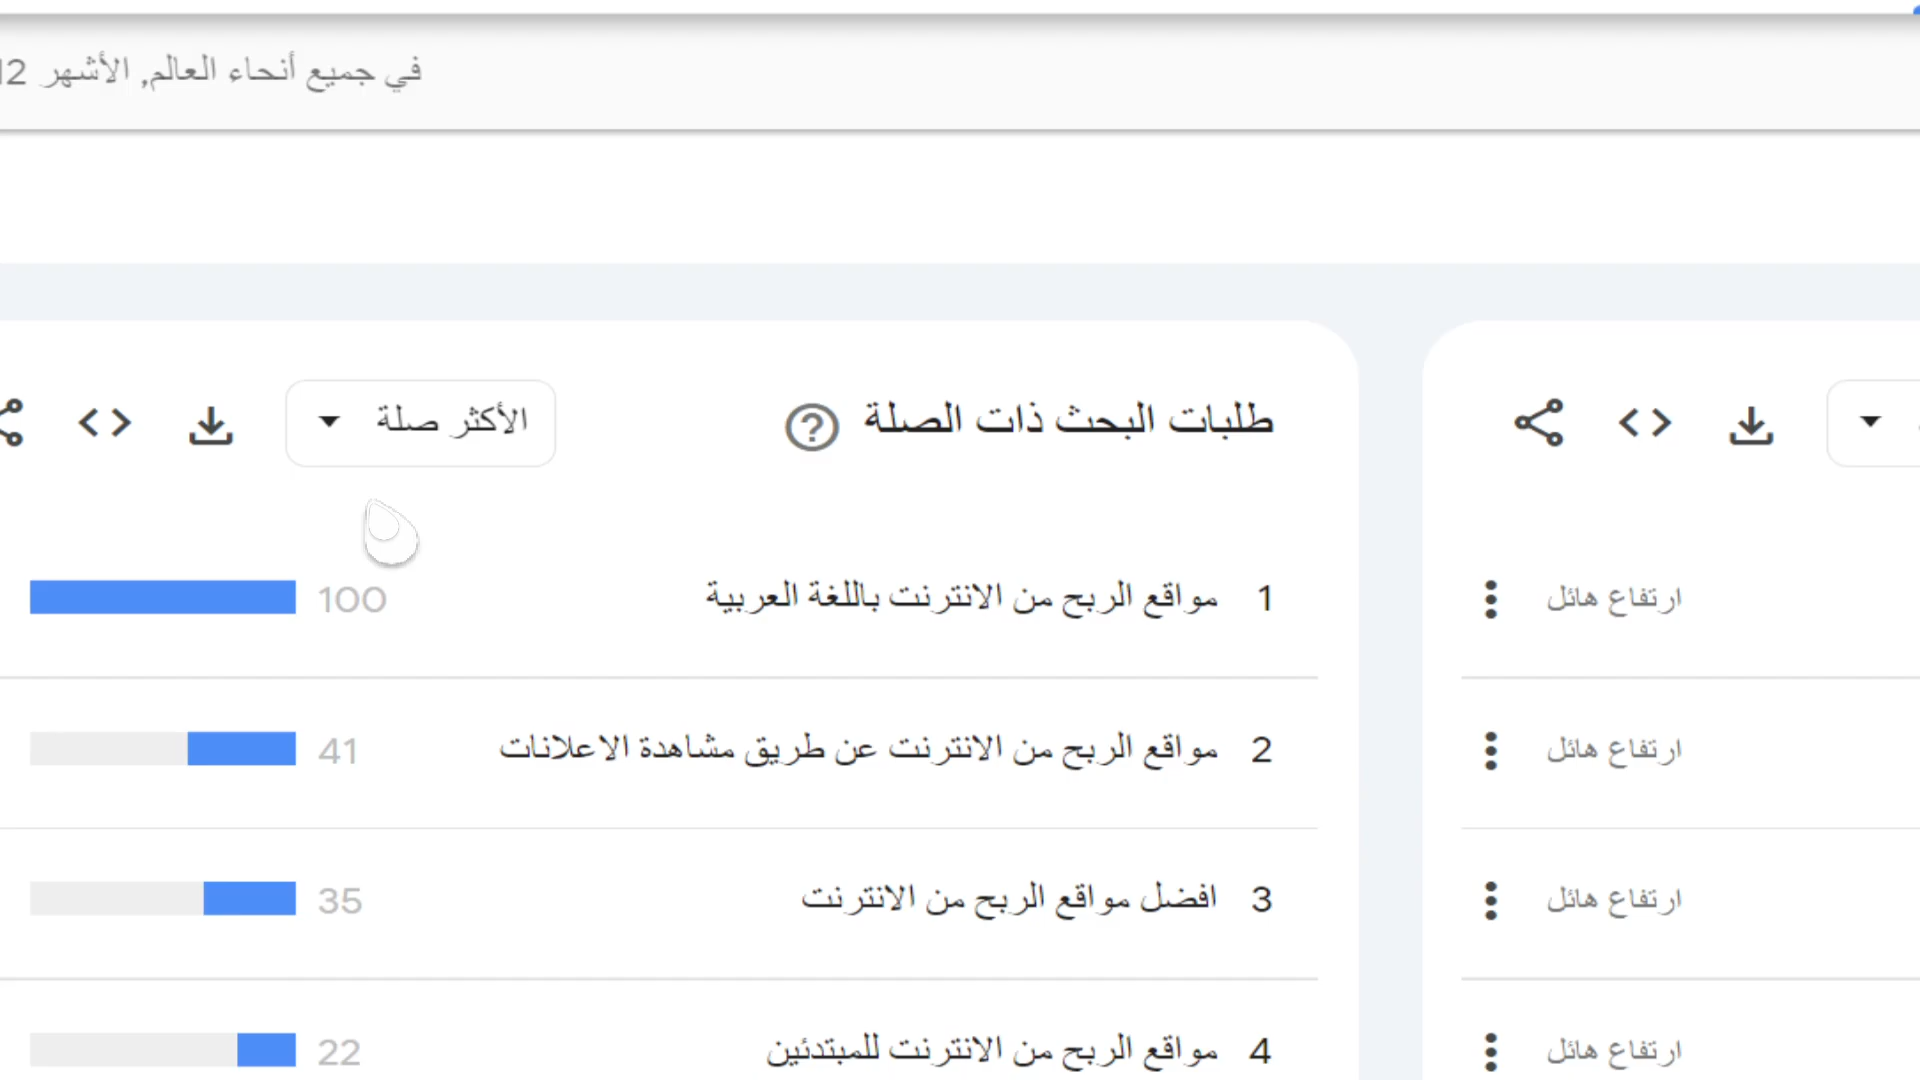 في جميع أنحاء العالم, الأشهر 12
طلبات البحث ذات الصلة
الأكثر صلة
1 مواقع الربح من الانترنت باللغة العربية 100
2 مواقع الربح من الانترنت عن طريق مشاهدة الاعلانات 41
3 افضل مواقع الربح من الانترنت 35
4 مواقع الربح من الانترنت للمبتدئين 22
ارتفاع هائل
ارتفاع هائل
ارتفاع هائل
ارتفاع هائل